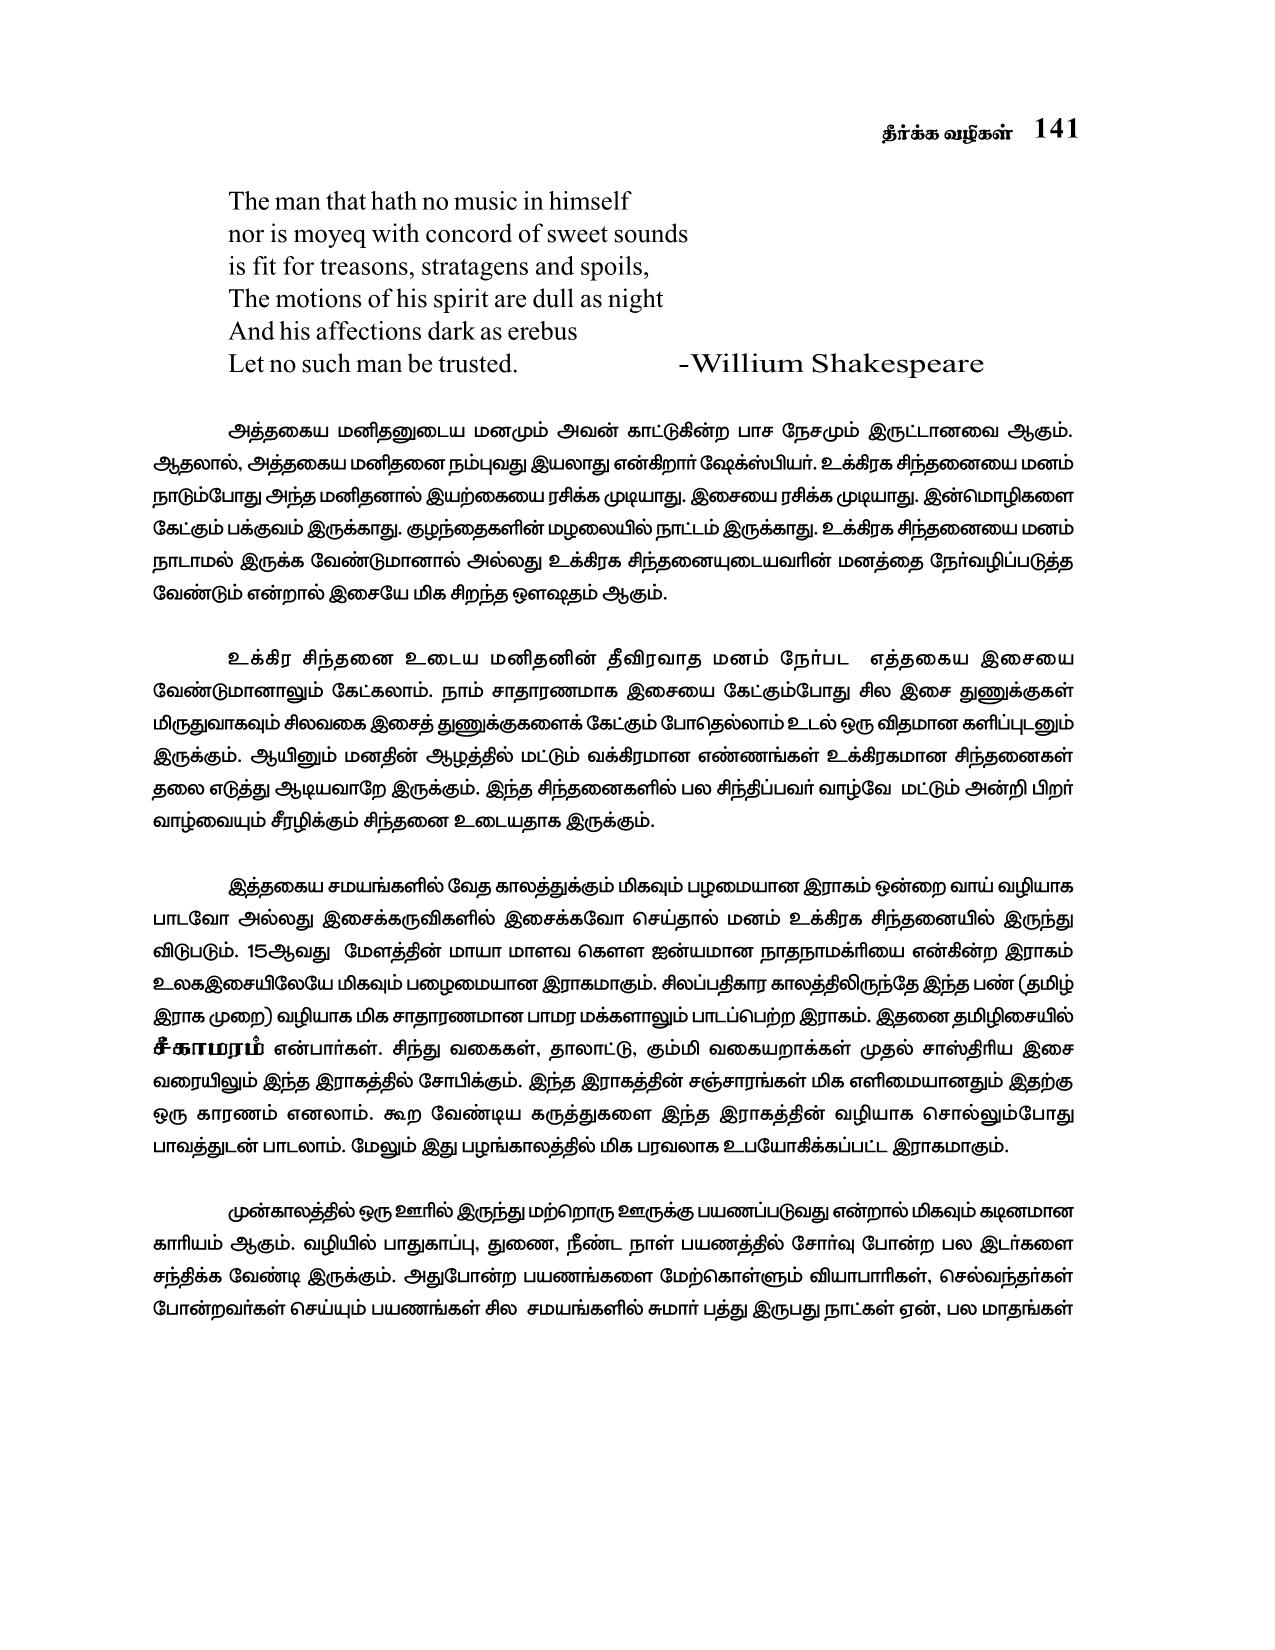 தீர்க்க வழிகள் 141
The man that hath no music in himself
nor is moyeq with concord of sweet sounds
is fit for treasons, stratagens and spoils,
The motions of his spirit are dull as night
And his affections dark as erebus
Let no such man be trusted. -Willium Shakespeare
அத்தகைய மனிதனுடைய மனமும் அவன் காட்டுகின்ற பாச நேசமும் இருட்டானவை ஆகும்.
ஆதலால், அத்தகைய மனிதனை நம்புவது இயலாது என்கிறார் ஷேக்ஸ்பியர். உக்கிரக சிந்தனையை மனம்
நாடும்போது அந்த மனிதனால் இயற்கையை ரசிக்க முடியாது. இசையை ரசிக்க முடியாது. இன்மொழிகளை
கேட்கும் பக்குவம் இருக்காது. குழந்தைகளின் மழலையில் நாட்டம் இருக்காது. உக்கிரக சிந்தனையை மனம்
நாடாமல் இருக்க வேண்டுமானால் அல்லது உக்கிரக சிந்தனையுடையவரின் மனத்தை நேர்வழிப்படுத்த
வேண்டும் என்றால் இசையே மிக சிறந்த ஔஷதம் ஆகும்.
உக்கிர சிந்தனை உடைய மனிதனின் தீவிரவாத மனம் நேர்பட எத்தகைய இசையை
வேண்டுமானாலும் கேட்கலாம். நாம் சாதாரணமாக இசையை கேட்கும்போது சில இசை துணுக்குகள்
மிருதுவாகவும் சிலவகை இசைத் துணுக்குகளைக் கேட்கும் போதெல்லாம் உடல் ஒரு விதமான களிப்புடனும்
இருக்கும். ஆயினும் மனதின் ஆழத்தில் மட்டும் வக்கிரமான எண்ணங்கள் உக்கிரகமான சிந்தனைகள்
தலை எடுத்து ஆடியவாறே இருக்கும். இந்த சிந்தனைகளில் பல சிந்திப்பவர் வாழ்வே மட்டும் அன்றி பிறர்
வாழ்வையும் சீரழிக்கும் சிந்தனை உடையதாக இருக்கும்.
இத்தகைய சமயங்களில் வேத காலத்துக்கும் மிகவும் பழமையான இராகம் ஒன்றை வாய் வழியாக
பாடவோ அல்லது இசைக்கருவிகளில் இசைக்கவோ செய்தால் மனம் உக்கிரக சிந்தனையில் இருந்து
விடுபடும். 15ஆவது மேளத்தின் மாயா மாளவ கௌள ஐன்யமான நாதநாமக்ரியை என்கின்ற இராகம்
உலகஇசையிலேயே மிகவும் பழைமையான இராகமாகும். சிலப்பதிகார காலத்திலிருந்தே இந்த பண் (தமிழ்
இராக முறை) வழியாக மிக சாதாரணமான பாமர மக்களாலும் பாடப்பெற்ற இராகம். இதனை தமிழிசையில்
சீகாமரம் என்பார்கள். சிந்து வகைகள், தாலாட்டு, கும்மி வகையறாக்கள் முதல் சாஸ்திரிய இசை
வரையிலும் இந்த இராகத்தில் சோபிக்கும். இந்த இராகத்தின் சஞ்சாரங்கள் மிக எளிமையானதும் இதற்கு
ஒரு காரணம் எனலாம். கூற வேண்டிய கருத்துகளை இந்த இராகத்தின் வழியாக சொல்லும்போது
பாவத்துடன் பாடலாம். மேலும் இது பழங்காலத்தில் மிக பரவலாக உபயோகிக்கப்பட்ட இராகமாகும்.
முன்காலத்தில் ஒரு ஊரில் இருந்து மற்றொரு ஊருக்கு பயணப்படுவது என்றால் மிகவும் கடினமான
காரியம் ஆகும். வழியில் பாதுகாப்பு, துணை, நீண்ட நாள் பயணத்தில் சோர்வு போன்ற பல இடர்களை
சந்திக்க வேண்டி இருக்கும். அதுபோன்ற பயணங்களை மேற்கொள்ளும் வியாபாரிகள், செல்வந்தர்கள்
போன்றவர்கள் செய்யும் பயணங்கள் சில சமயங்களில் சுமார் பத்து இருபது நாட்கள் ஏன், பல மாதங்கள்